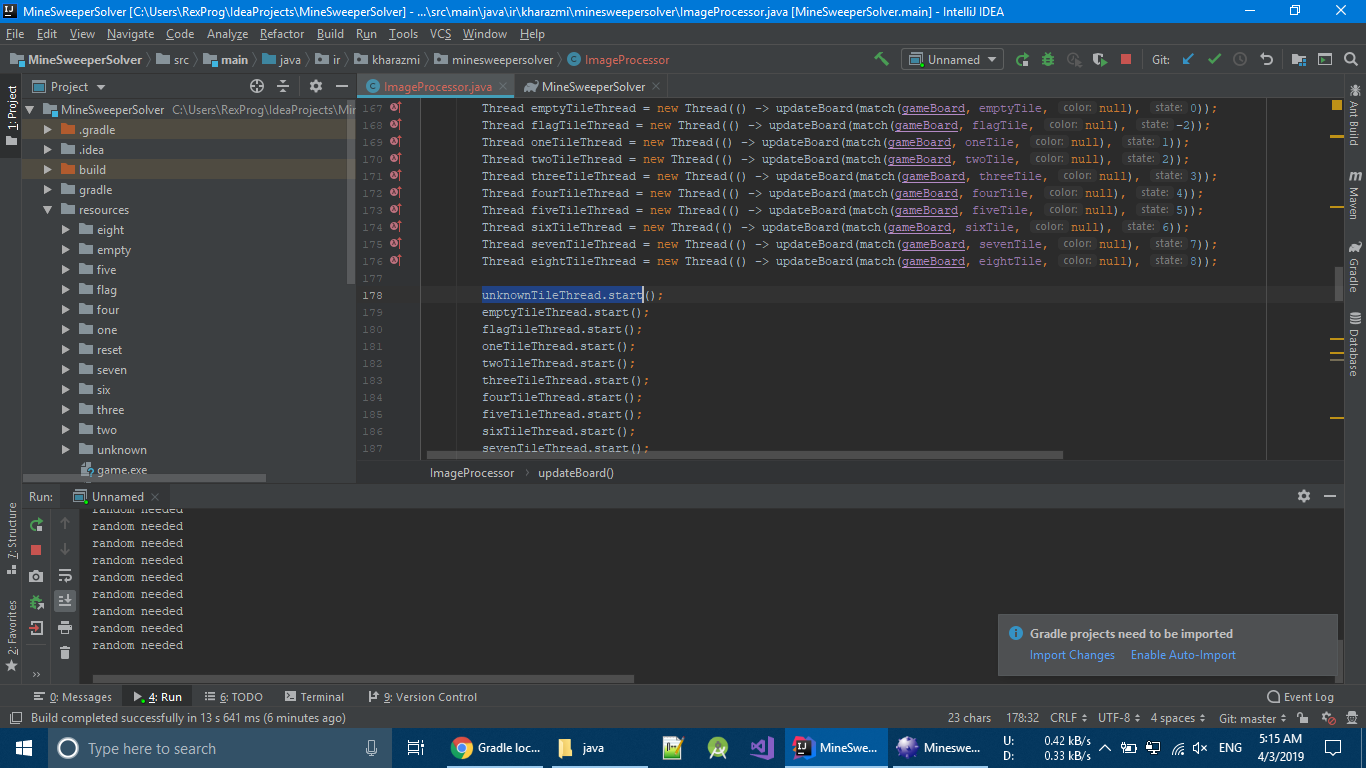 MineSweeperSolver [C:\Users\RexProg\IdeaProjects\MineSweeperSolver] - ...\src\main\java\ir\kharazmi\minesweepersolver\ImageProcessor.java [MineSweeperSolver.main] - IntelliJ IDEA
File Edit View Navigate Code Analyze Refactor Build Run Tools VCS Window Help
MineSweeperSolver src main java ir kharazmi minesweepersolver ImageProcessor Unnamed Git:
Project ImageProcessor.java MineSweeperSolver
1: Project
MineSweeperSolver C:\Users\RexProg\IdeaProjects\Mi
.gradle
.idea
build
gradle
resources
eight
empty
five
flag
four
one
reset
seven
six
three
two
unknown
game.exe
167 Thread emptyTileThread = new Thread(() -> updateBoard(match(gameBoard, emptyTile, color: null), state: 0));
168 Thread flagTileThread = new Thread(() -> updateBoard(match(gameBoard, flagTile, color: null), state: -2));
169 Thread oneTileThread = new Thread(() -> updateBoard(match(gameBoard, oneTile, color: null), state: 1));
170 Thread twoTileThread = new Thread(() -> updateBoard(match(gameBoard, twoTile, color: null), state: 2));
171 Thread threeTileThread = new Thread(() -> updateBoard(match(gameBoard, threeTile, color: null), state: 3));
172 Thread fourTileThread = new Thread(() -> updateBoard(match(gameBoard, fourTile, color: null), state: 4));
173 Thread fiveTileThread = new Thread(() -> updateBoard(match(gameBoard, fiveTile, color: null), state: 5));
174 Thread sixTileThread = new Thread(() -> updateBoard(match(gameBoard, sixTile, color: null), state: 6));
175 Thread sevenTileThread = new Thread(() -> updateBoard(match(gameBoard, sevenTile, color: null), state: 7));
176 Thread eightTileThread = new Thread(() -> updateBoard(match(gameBoard, eightTile, color: null), state: 8));
177
178 unknownTileThread.start();
179 emptyTileThread.start();
180 flagTileThread.start();
181 oneTileThread.start();
182 twoTileThread.start();
183 threeTileThread.start();
184 fourTileThread.start();
185 fiveTileThread.start();
186 sixTileThread.start();
187 sevenTileThread.start();
ImageProcessor updateBoard()
Ant Build
Maven
Gradle
Database
Run: Unnamed
7: Structure
2: Favorites
random needed
random needed
random needed
random needed
random needed
random needed
random needed
random needed
random needed
Gradle projects need to be imported
Import Changes Enable Auto-Import
0: Messages 4: Run 6: TODO Terminal 9: Version Control Event Log
Build completed successfully in 13 s 641 ms (6 minutes ago) 23 chars 178:32 CRLF UTF-8 4 spaces Git: master
Type here to search Gradle loc... java MineSwe... Mineswe... U: 0.42 kB/s ENG 5:15 AM
D: 0.33 kB/s 4/3/2019